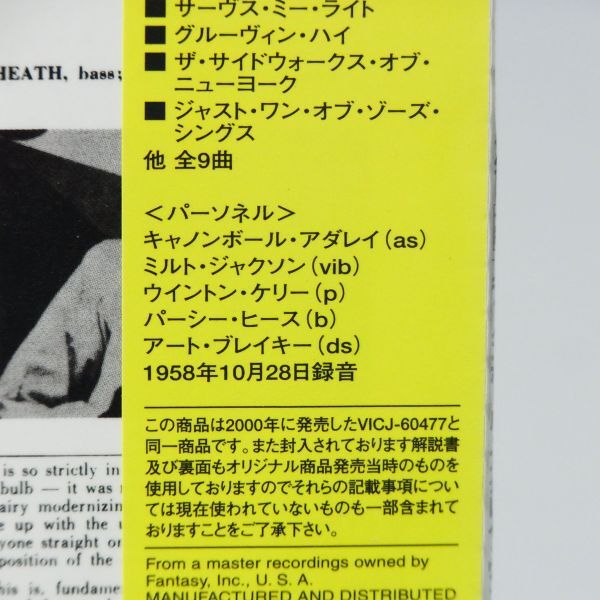 ■ サーヴス・ミー・ライト
■ グルーヴィン・ハイ
■ ザ・サイドウォークス・オブ・
ニューヨーク
■ ジャスト・ワン・オブ・ゾーズ・
シングス
他 全9曲
＜パーソネル＞
キャノンボール・アダレイ(as)
ミルト・ジャクソン(vib)
ウイントン・ケリー(p)
パーシー・ヒース(b)
アート・ブレイキー(ds)
1958年10月28日録音
この商品は2000年に発売したVICJ-60477と
同一商品です。また封入されております解説書
及び裏面もオリジナル商品発売当時のものを
使用しておりますのでそれらの記載事項につい
ては現在使われていないものも一部含まれて
おりますことをご了承下さい。
From a master recordings owned by
Fantasy, Inc., U. S. A.
MANUFACTURED AND DISTRIBUTED
HEATH, bass;
is so strictly in
bulb — it was
airy modernizin
e up with the
yone straight or
position of the
his is, fundame